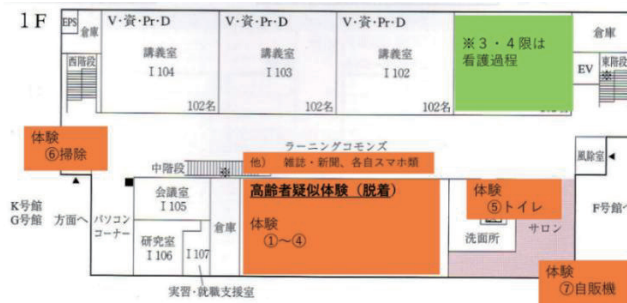 1F
EPS
倉庫
西階段
V・資・Pr・D
講義室
I 104
102名
V・資・Pr・D
講義室
I 103
102名
V・資・Pr・D
講義室
I 102
102名
※3・4限は
看護過程
倉庫
EV
東階段
※
体験
⑥掃除
ラーニングコモンズ
中階段
※
他） 雑誌・新聞、各自スマホ類
風除室
K号館
G号館 方面へ
パソコン
コーナー
会議室
I 105
研究室
I 106
I 107
倉庫
高齢者疑似体験（脱着）
体験
①～④
体験
⑤トイレ
洗面所
サロン
F号館へ
実習・就職支援室
体験
⑦自販機